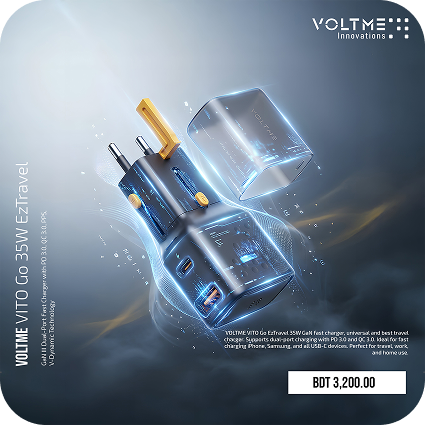 VOLTME
Innovations
VOLTME
VOLTME VITO Go 35W EzTravel
GaN III Dual-Port Fast Charger with PD 3.0, QC 3.0, PPS,
V-Dynamic Technology
VOLTME VITO Go EzTravel 35W GaN fast charger, universal and best travel
charger. Supports dual-port charging with PD 3.0 and QC 3.0. Ideal for fast
charging iPhone, Samsung, and all USB-C devices. Perfect for travel, work,
and home use.
BDT 3,200.00